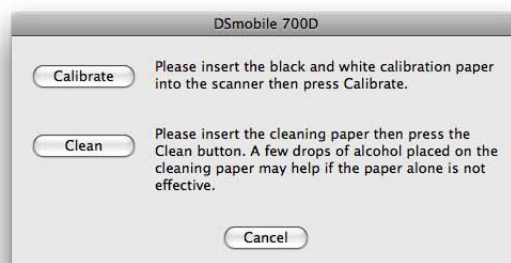 DSmobile 700D
Calibrate
Please insert the black and white calibration paper
into the scanner then press Calibrate.
Clean
Please insert the cleaning paper then press the
Clean button. A few drops of alcohol placed on the
cleaning paper may help if the paper alone is not
effective.
Cancel